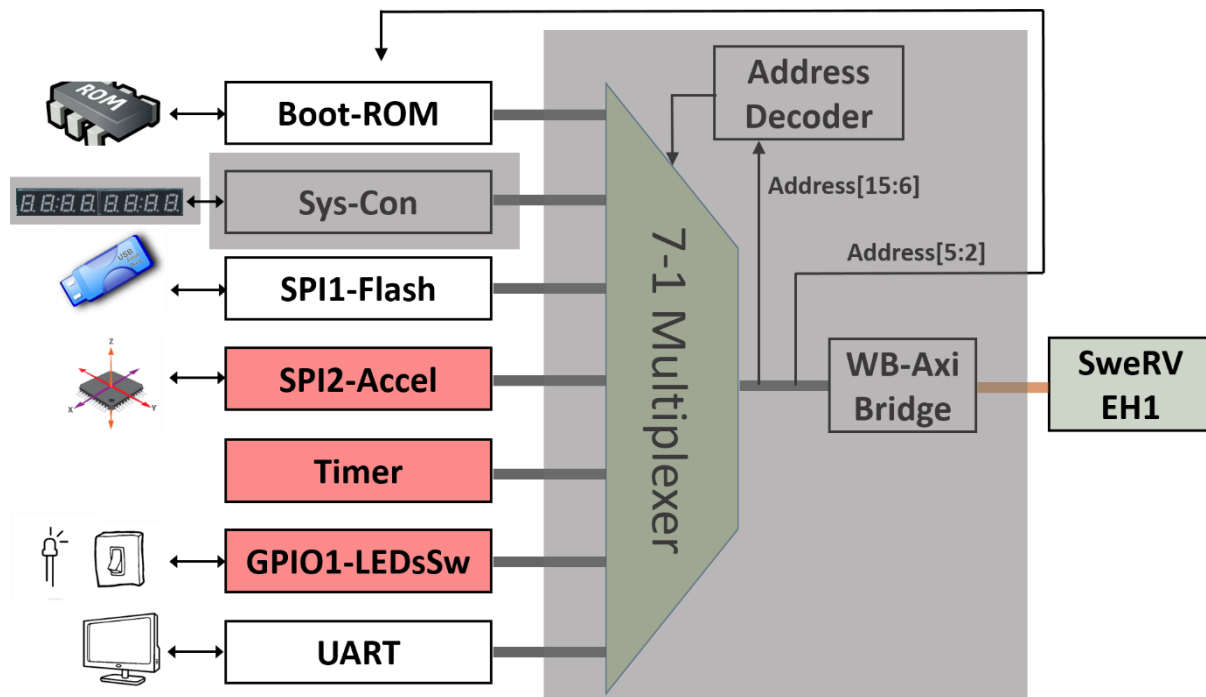 ROM
Boot-ROM
Address
Decoder
Address[15:6]
Sys-Con
Address[5:2]
USB
SPI1-Flash
7-1 Multiplexer
Z
X
Y
SPI2-Accel
WB-Axi
Bridge
SweRV
EH1
Timer
GPIO1-LEDsSw
UART